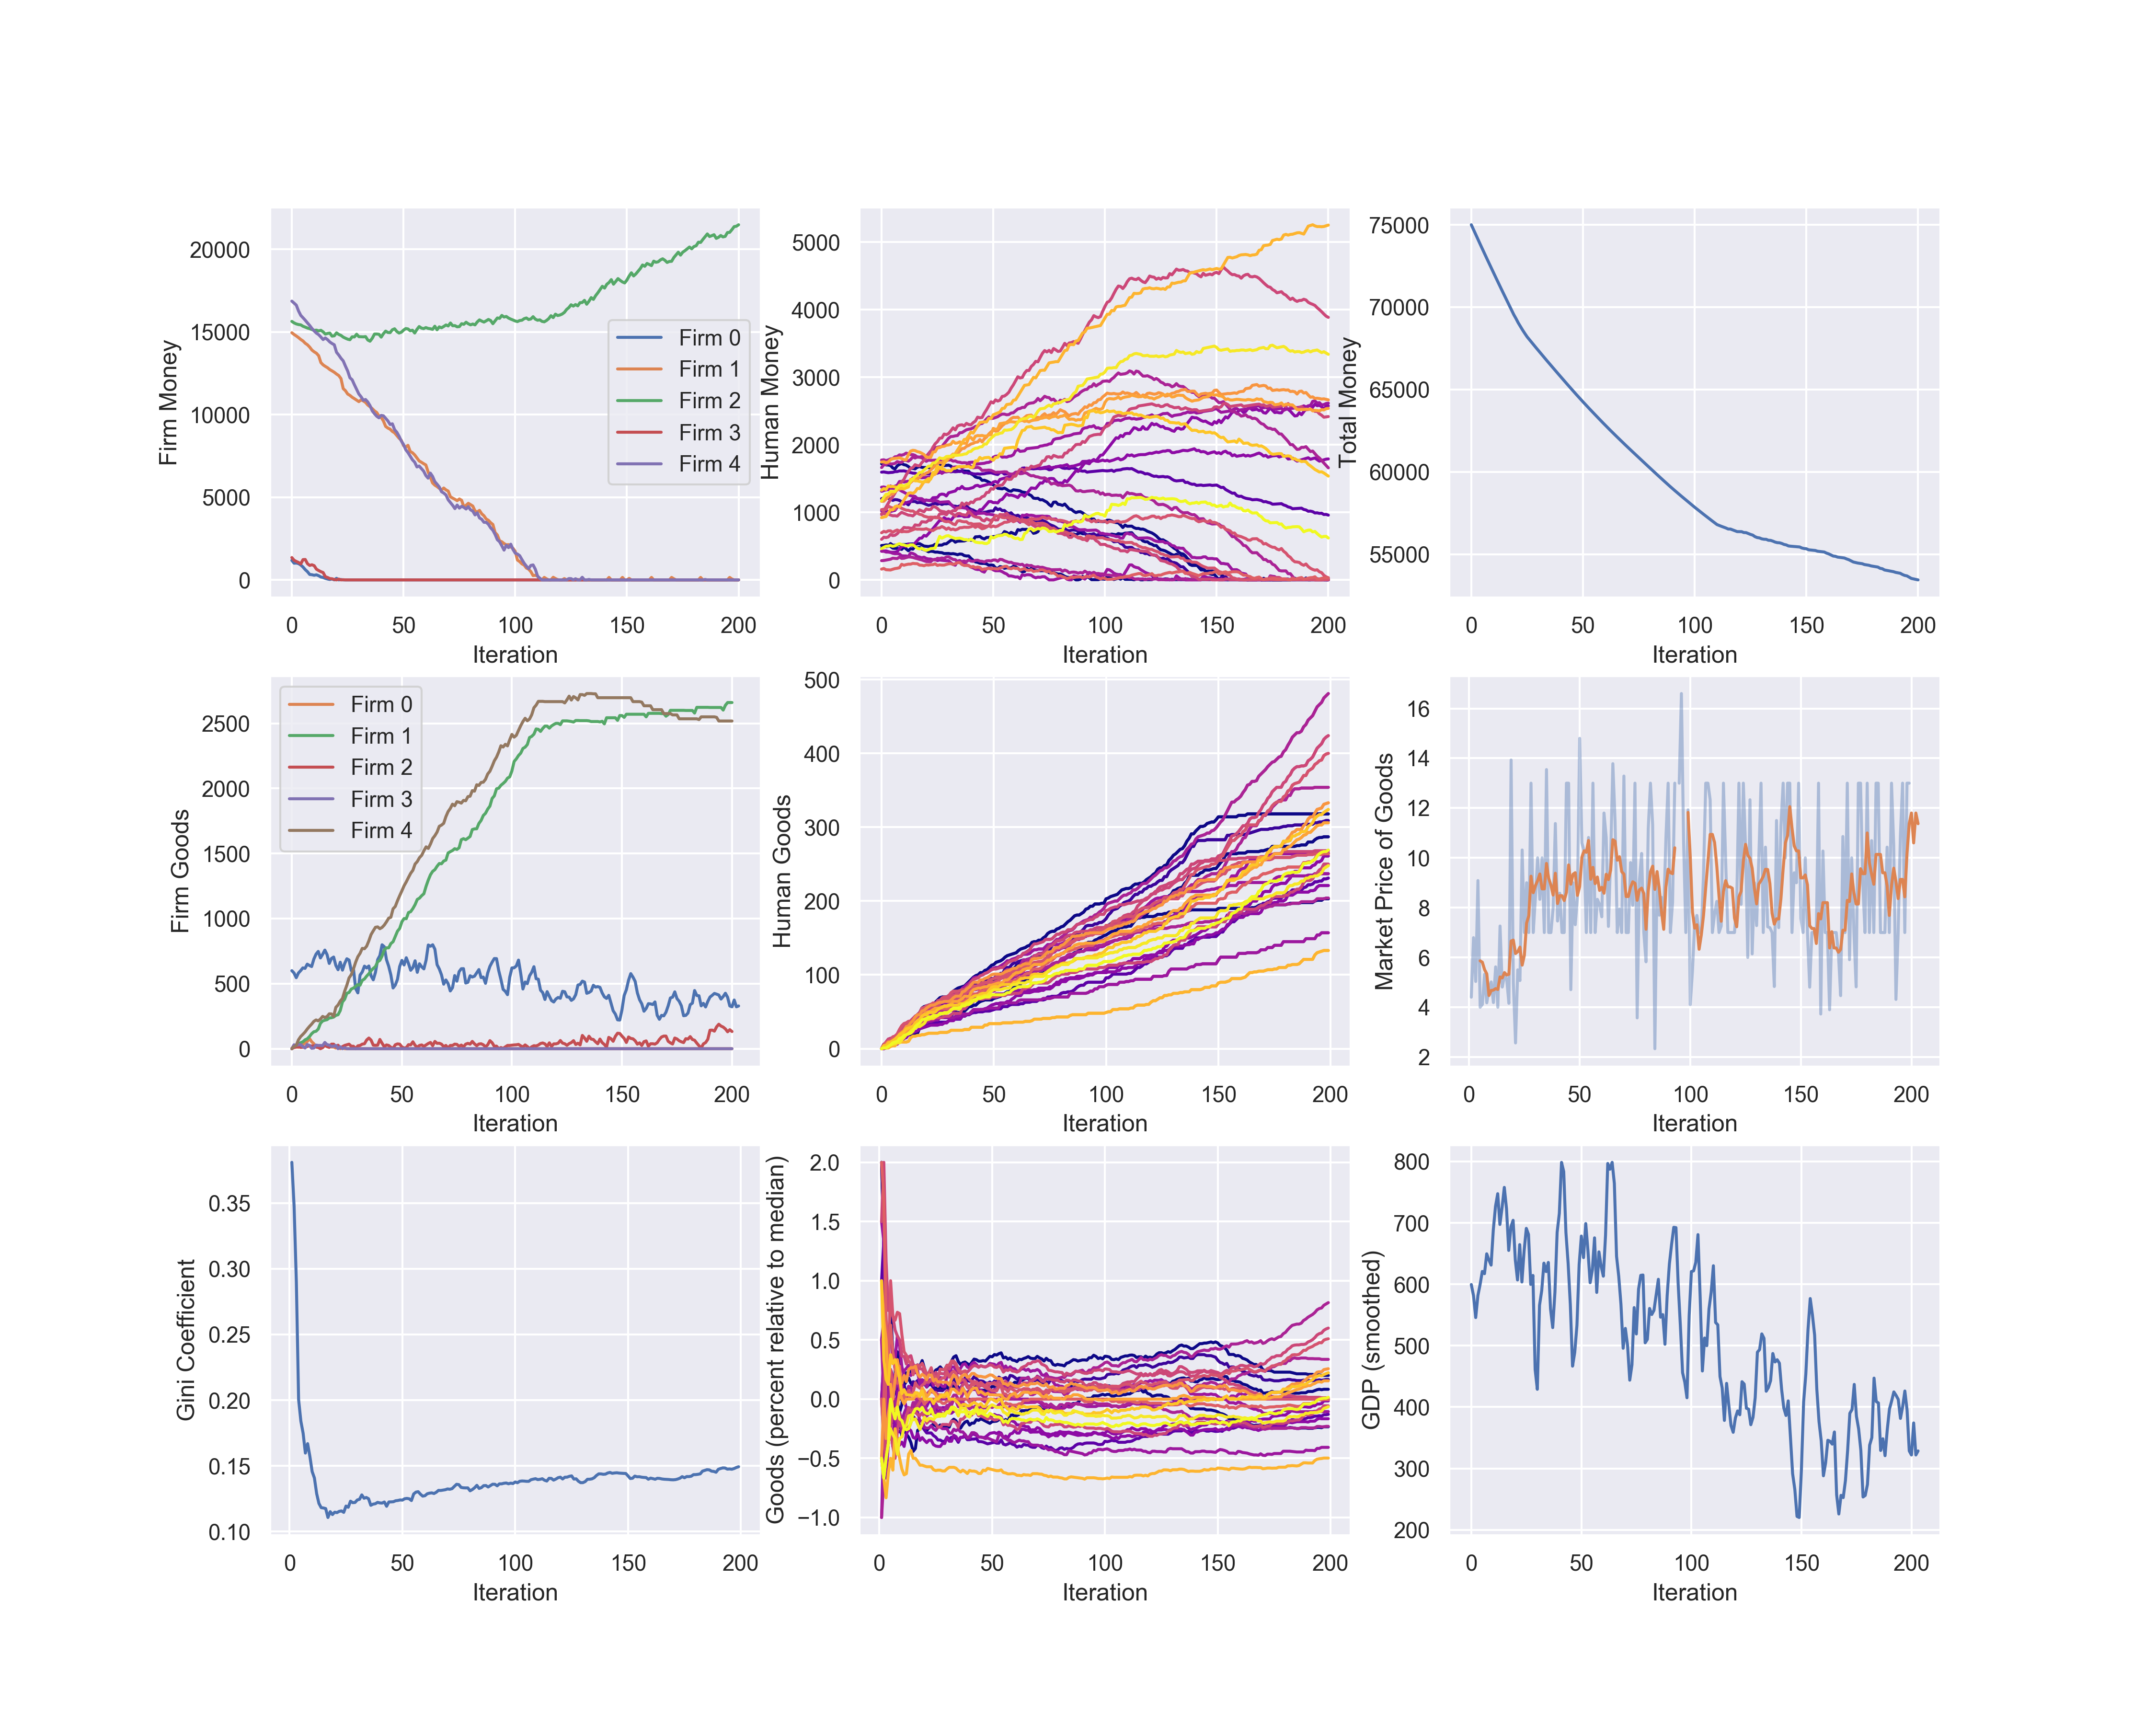 Firm Money
20000
15000
10000
5000
0
Firm 0
Firm 1
Firm 2
Firm 3
Firm 4
0 50 100 150 200
Iteration
Human Money
5000
4000
3000
2000
1000
0
0 50 100 150 200
Iteration
Total Money
75000
70000
65000
60000
55000
0 50 100 150 200
Iteration
Firm Goods
2500
2000
1500
1000
500
0
Firm 0
Firm 1
Firm 2
Firm 3
Firm 4
0 50 100 150 200
Iteration
Human Goods
500
400
300
200
100
0
0 50 100 150 200
Iteration
Market Price of Goods
16
14
12
10
8
6
4
2
0 50 100 150 200
Iteration
Gini Coefficient
0.35
0.30
0.25
0.20
0.15
0.10
0 50 100 150 200
Iteration
Goods (percent relative to median)
2.0
1.5
1.0
0.5
0.0
−0.5
−1.0
0 50 100 150 200
Iteration
GDP (smoothed)
800
700
600
500
400
300
200
0 50 100 150 200
Iteration